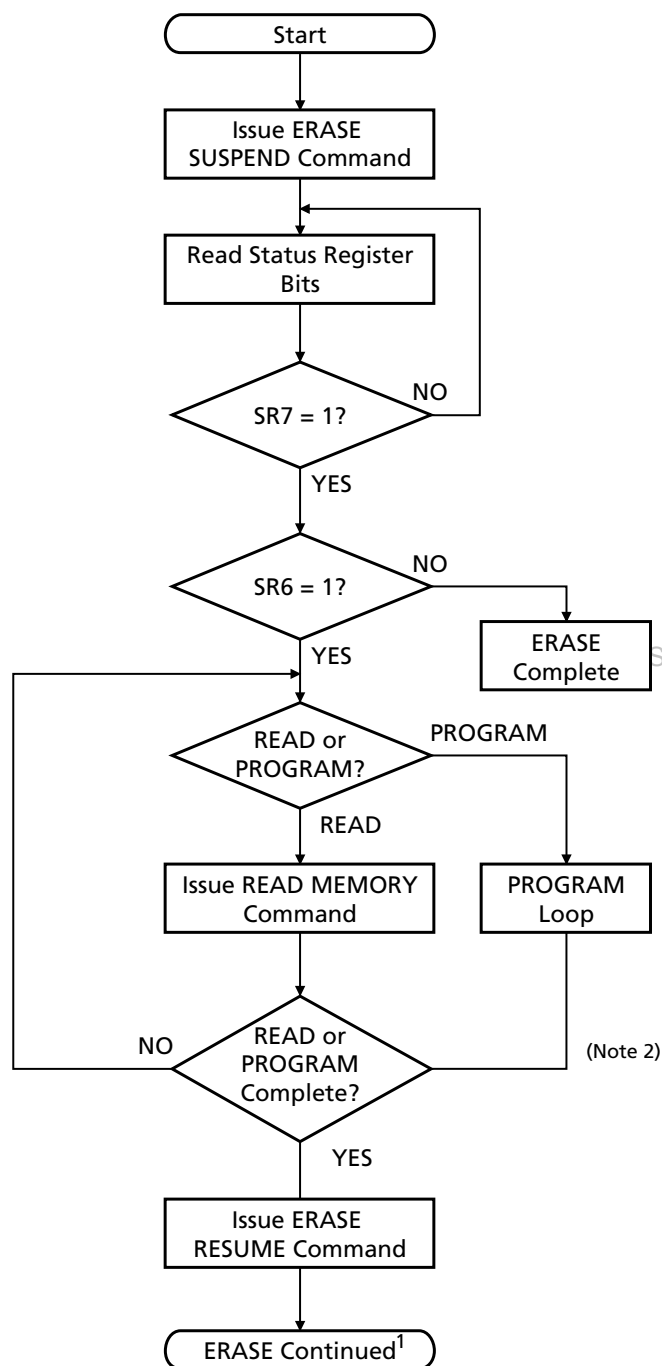 Start
Issue ERASE
SUSPEND Command
Read Status Register
Bits
SR7 = 1?
NO
YES
SR6 = 1?
NO
YES
ERASE
Complete
S
READ or
PROGRAM?
PROGRAM
READ
Issue READ MEMORY
Command
PROGRAM
Loop
READ or
PROGRAM
Complete?
NO
(Note 2)
YES
Issue ERASE
RESUME Command
ERASE Continued¹